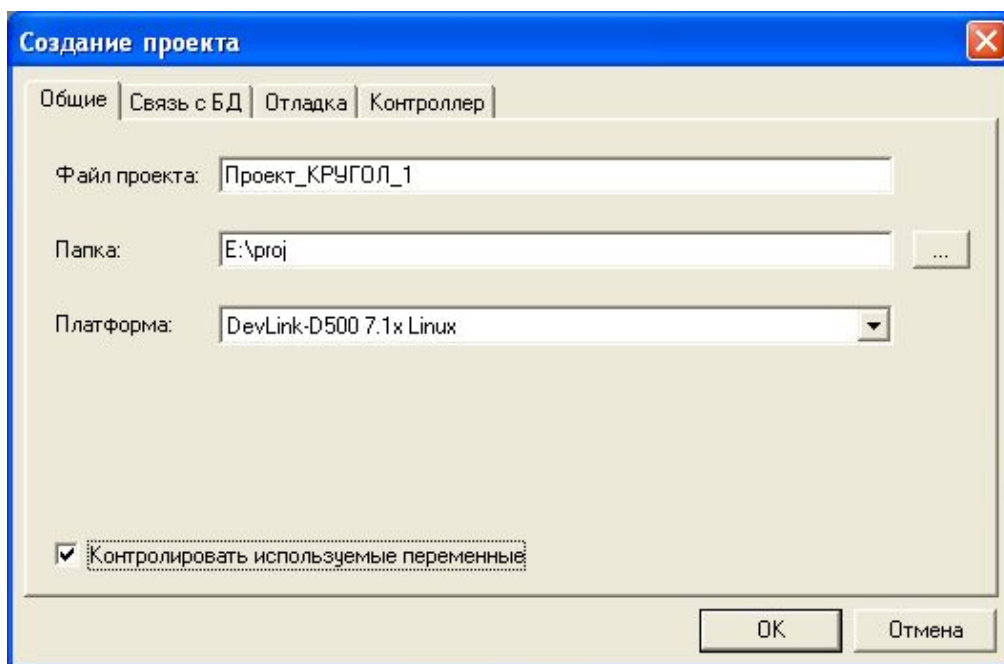 Создание проекта
Общие Связь с БД Отладка Контроллер
Файл проекта: Проект_КРУГОЛ_1
Папка: E:\proj ...
Платформа: DevLink-D500 7.1x Linux
Контролировать используемые переменные
OK Отмена